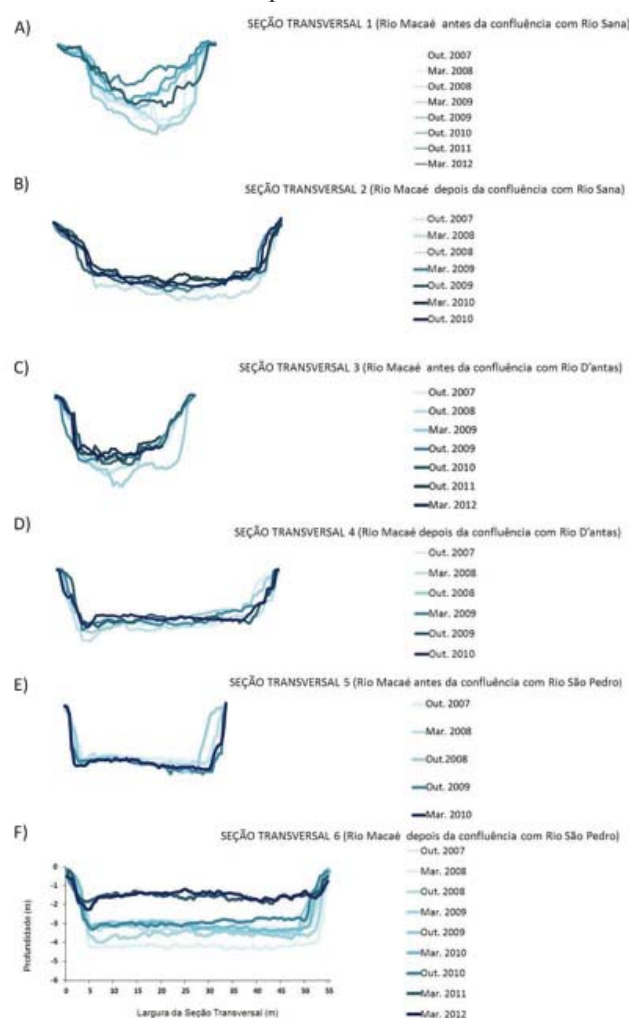 A)
SEÇÃO TRANSVERSAL 1 (Rio Macaé antes da confluência com Rio Sana)
Out. 2007
Mar. 2008
Out. 2008
Mar. 2009
Out. 2009
Out. 2010
Out. 2011
Mar. 2012
B)
SEÇÃO TRANSVERSAL 2 (Rio Macaé depois da confluência com Rio Sana)
Out. 2007
Mar. 2008
Out. 2008
Mar. 2009
Out. 2009
Mar. 2010
Out. 2010
C)
SEÇÃO TRANSVERSAL 3 (Rio Macaé antes da confluência com Rio D'antas)
Out. 2007
Out. 2008
Mar. 2009
Out. 2009
Out. 2010
Out. 2011
Mar. 2012
D)
SEÇÃO TRANSVERSAL 4 (Rio Macaé depois da confluência com Rio D'antas)
Out. 2007
Mar. 2008
Out. 2008
Mar. 2009
Out. 2009
Out. 2010
E)
SEÇÃO TRANSVERSAL 5 (Rio Macaé antes da confluência com Rio São Pedro)
Out. 2007
Mar. 2008
Out.2008
Out. 2009
Mar. 2010
F)
SEÇÃO TRANSVERSAL 6 (Rio Macaé depois da confluência com Rio São Pedro)
Out. 2007
Mar. 2008
Out. 2008
Mar. 2009
Out. 2009
Mar. 2010
Out. 2010
Mar. 2011
Mar. 2012
Profundidade (m)
-0
-1
-2
-3
-4
-5
-6
0 5 10 15 20 25 30 35 40 45 50 55
Largura da Seção Transversal (m)